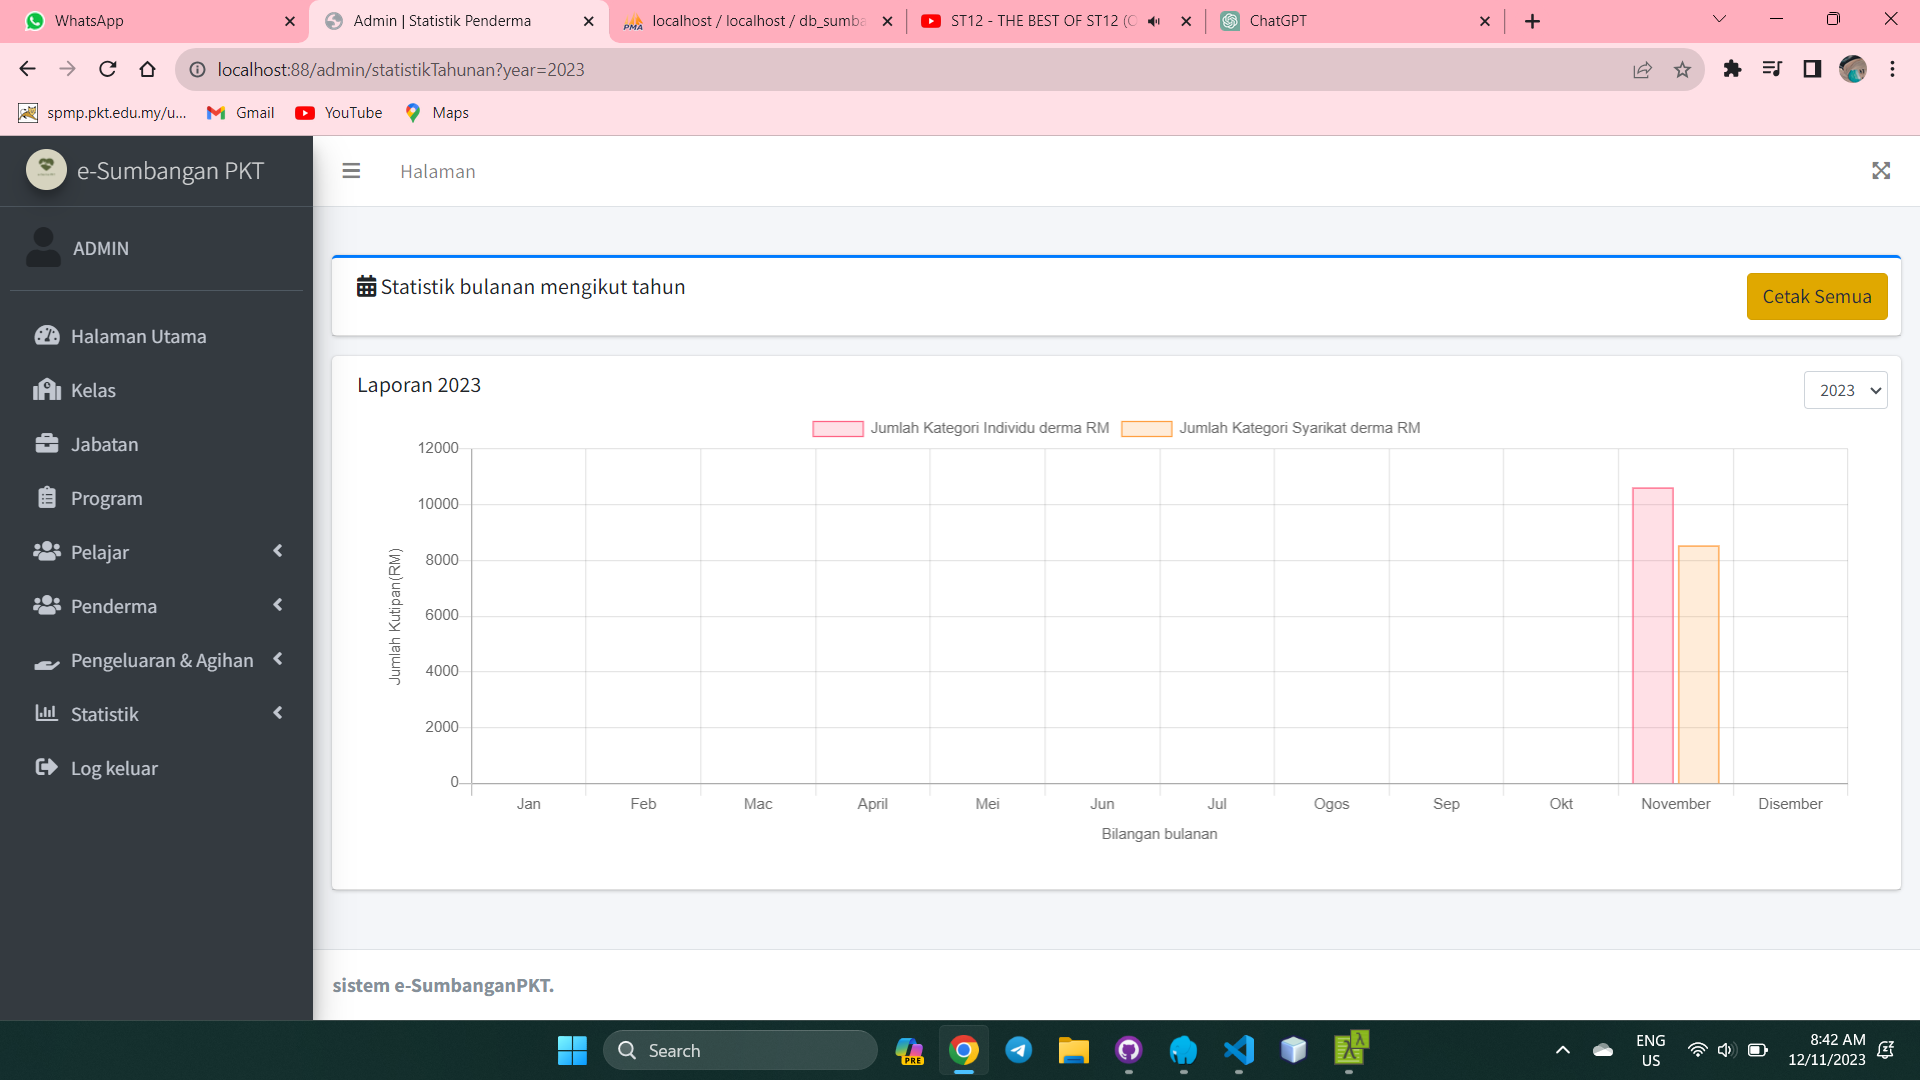 WhatsApp
Admin | Statistik Penderma
localhost / localhost / db_sumba
ST12 - THE BEST OF ST12 (
ChatGPT
localhost:88/admin/statistikTahunan?year=2023
spmp.pkt.edu.my/u...
Gmail
YouTube
Maps
e-Sumbangan PKT
Halaman
ADMIN
Halaman Utama
Kelas
Jabatan
Program
Pelajar
Penderma
Pengeluaran & Agihan
Statistik
Log keluar
Statistik bulanan mengikut tahun
Cetak Semua
Laporan 2023
2023
Jumlah Kategori Individu derma RM
Jumlah Kategori Syarikat derma RM
Jumlah Kutipan(RM)
12000
10000
8000
6000
4000
2000
0
Jan Feb Mac April Mei Jun Jul Ogos Sep Okt November Disember
Bilangan bulanan
sistem e-SumbanganPKT.
Search
PRE
ENG
US
8:42 AM
12/11/2023